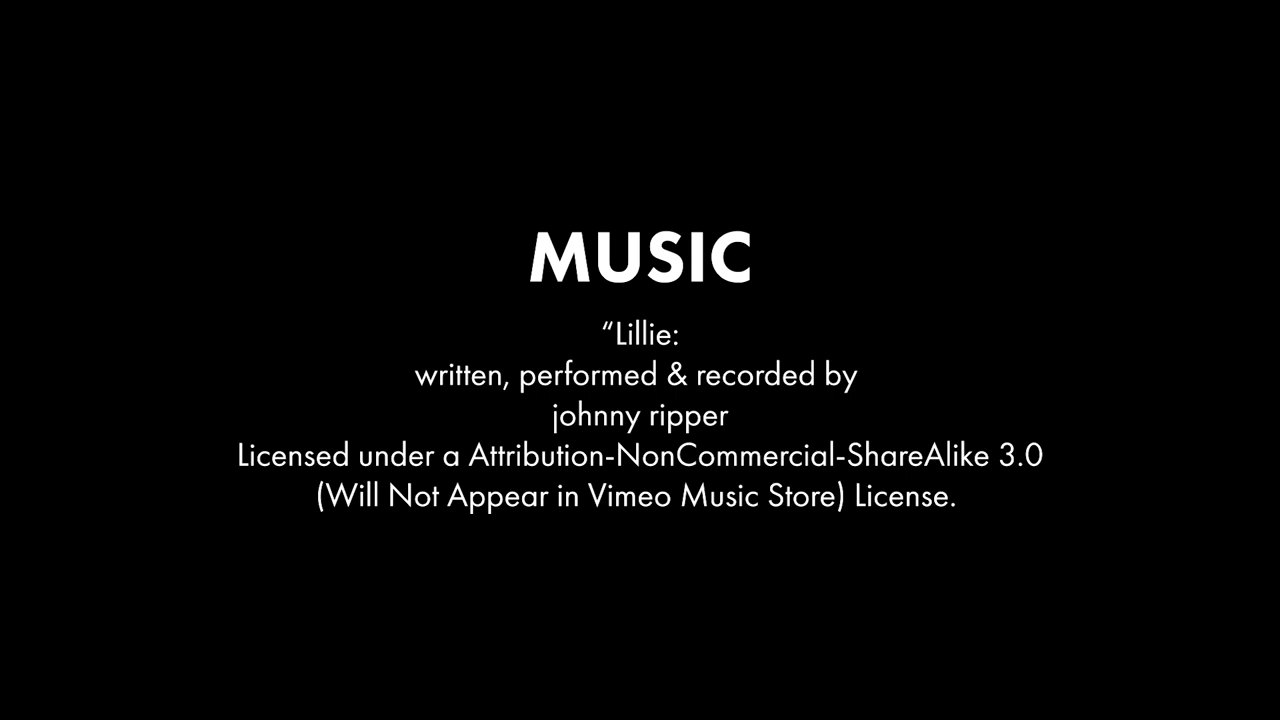 MUSIC
“Lillie:
written, performed & recorded by
johnny ripper
Licensed under a Attribution-NonCommercial-ShareAlike 3.0
(Will Not Appear in Vimeo Music Store) License.